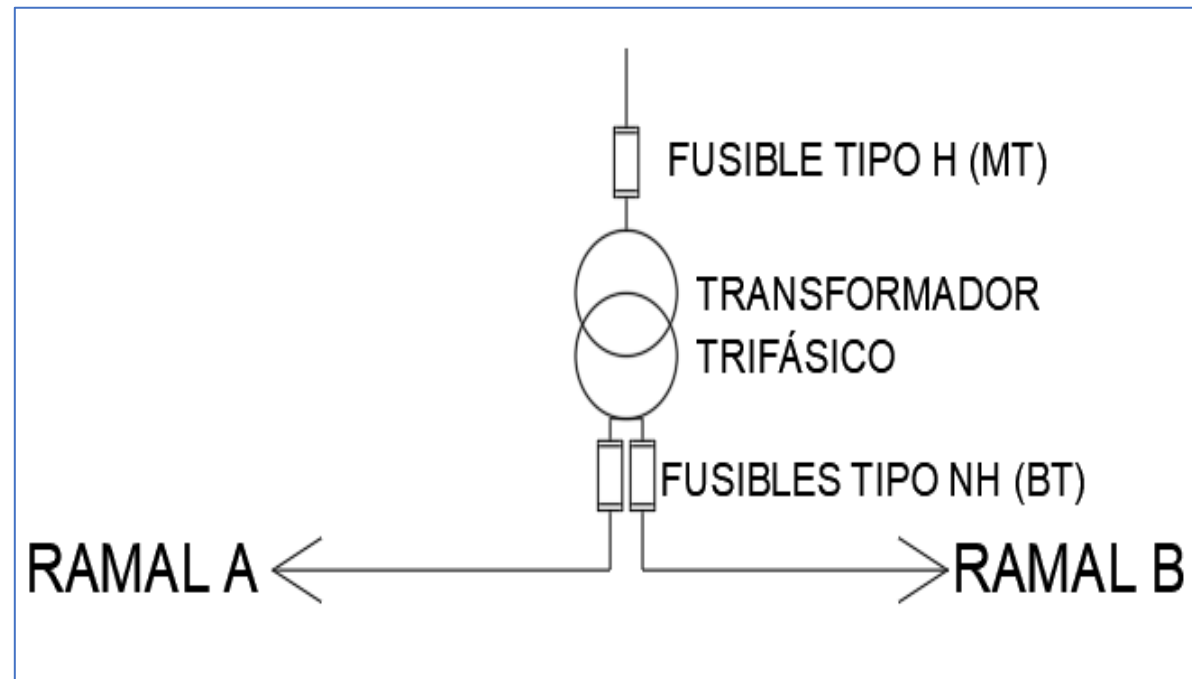 FUSIBLE TIPO H (MT)
TRANSFORMADOR
TRIFÁSICO
FUSIBLES TIPO NH (BT)
RAMAL A
RAMAL B